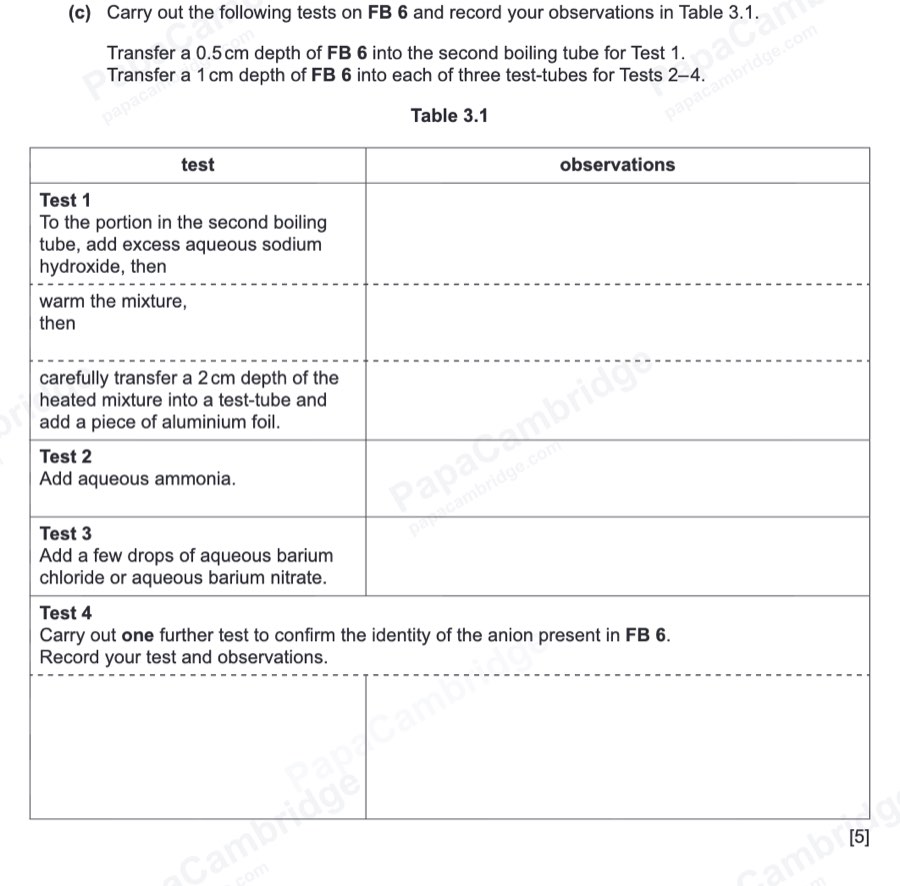 (c) Carry out the following tests on FB 6 and record your observations in Table 3.1.
Transfer a 0.5 cm depth of FB 6 into the second boiling tube for Test 1.
Transfer a 1 cm depth of FB 6 into each of three test-tubes for Tests 2–4.
Table 3.1
test
observations
Test 1
To the portion in the second boiling
tube, add excess aqueous sodium
hydroxide, then
warm the mixture,
then
carefully transfer a 2 cm depth of the
heated mixture into a test-tube and
add a piece of aluminium foil.
Test 2
Add aqueous ammonia.
Test 3
Add a few drops of aqueous barium
chloride or aqueous barium nitrate.
Test 4
Carry out one further test to confirm the identity of the anion present in FB 6.
Record your test and observations.
[5]
PapaCambridge
papacambridge.com